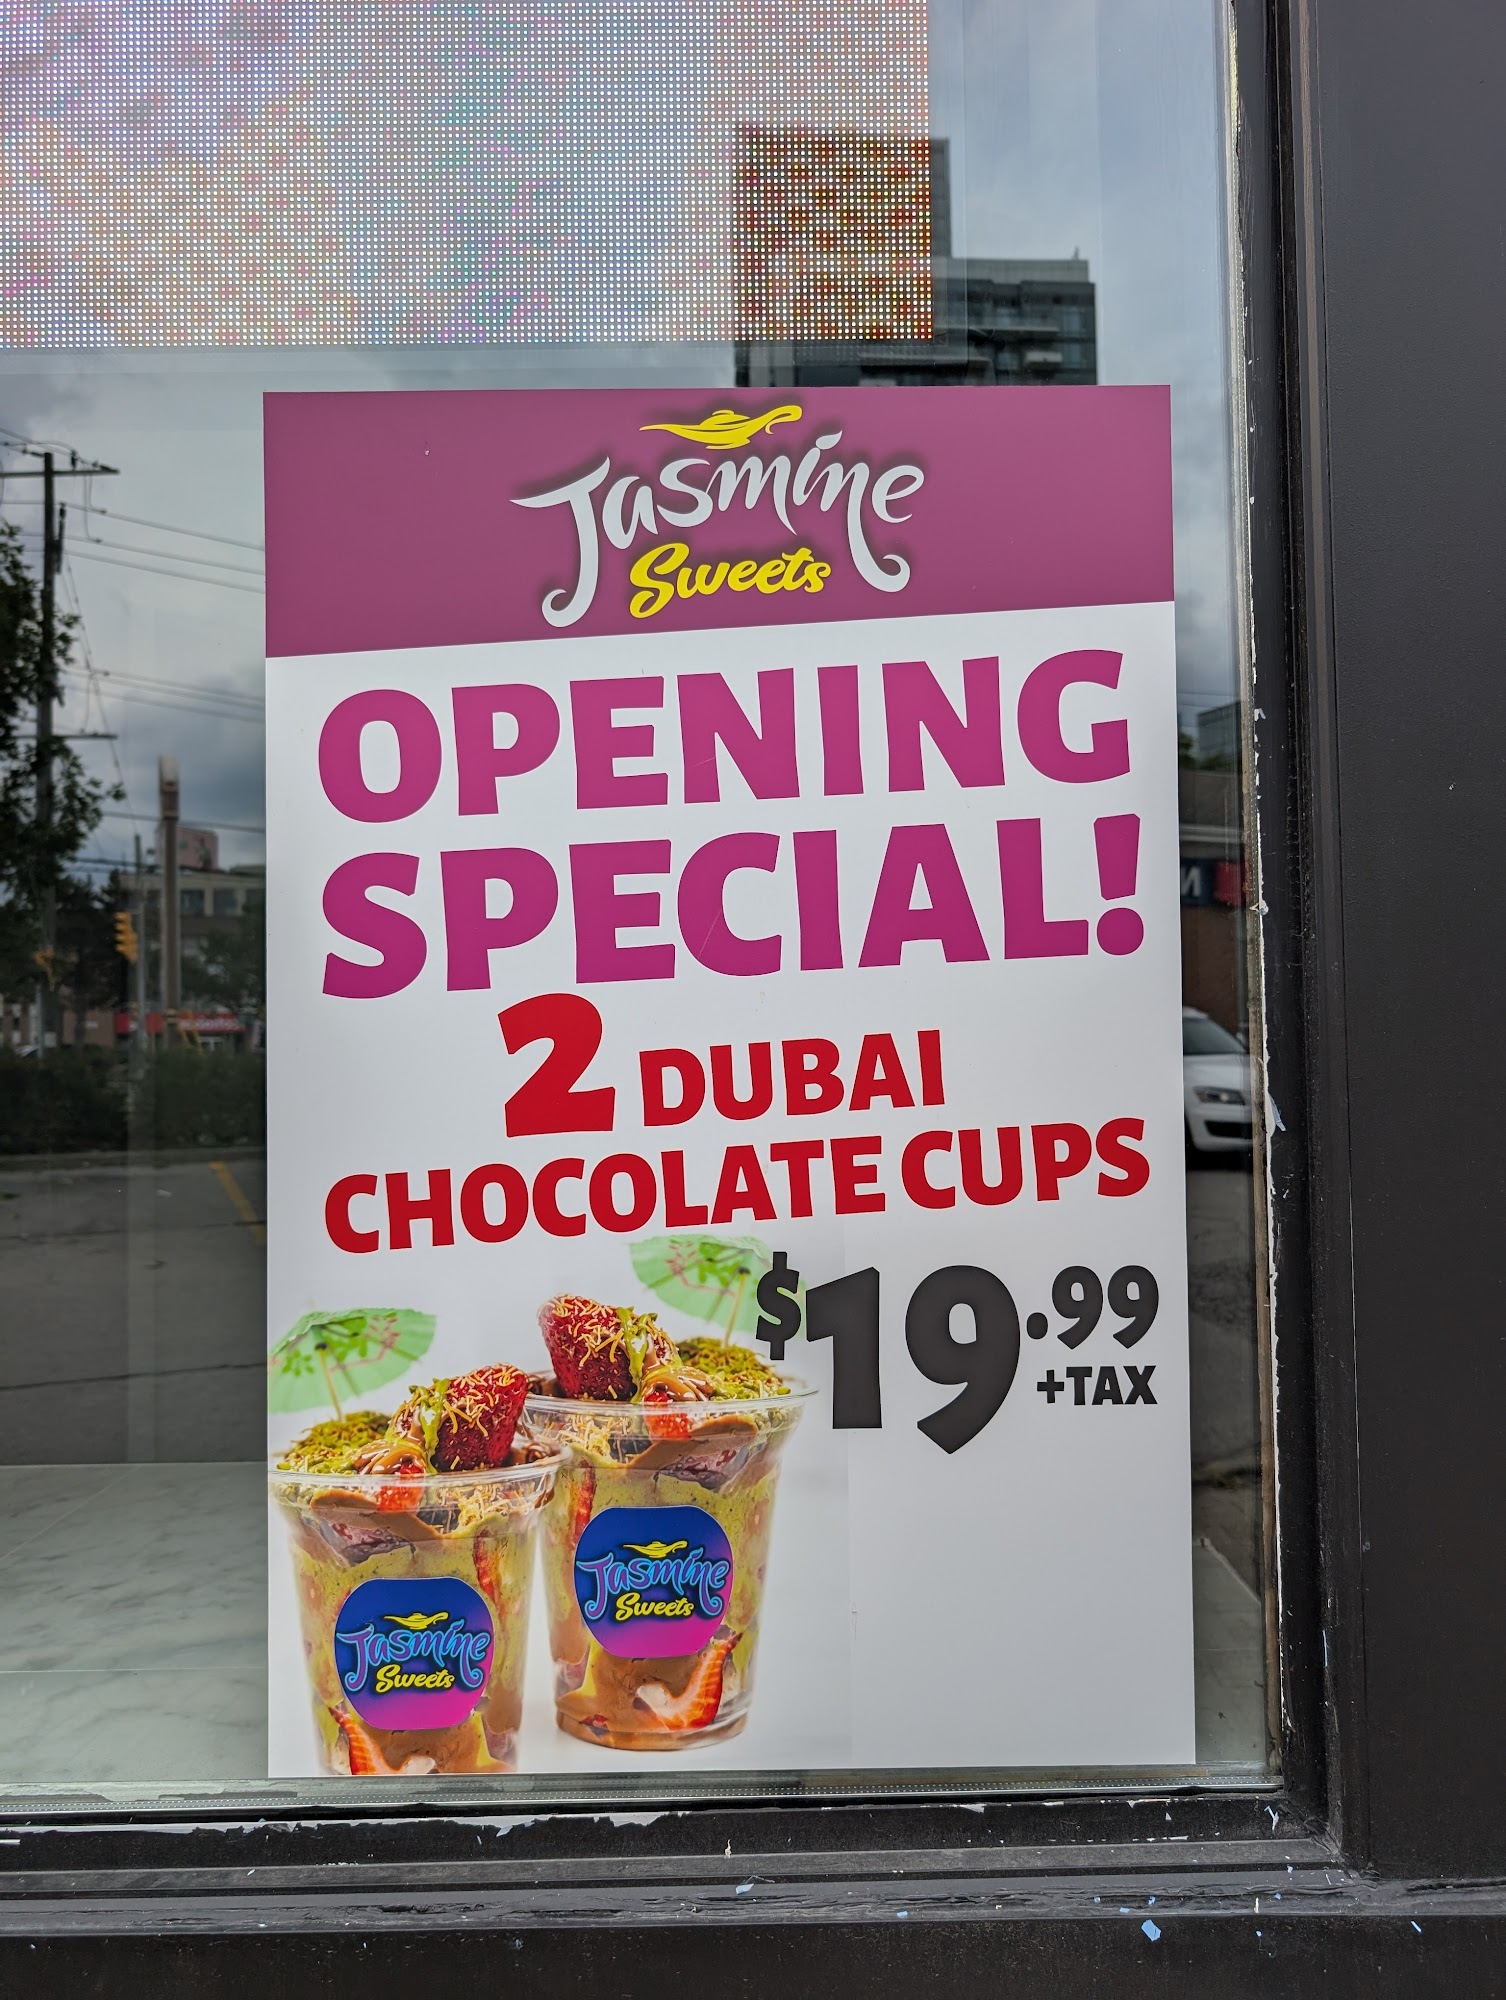 Jasmine
Sweets
OPENING
SPECIAL!
2 DUBAI
CHOCOLATE CUPS
$19.99
+TAX
Jasmine
Sweets
Jasmine
Sweets